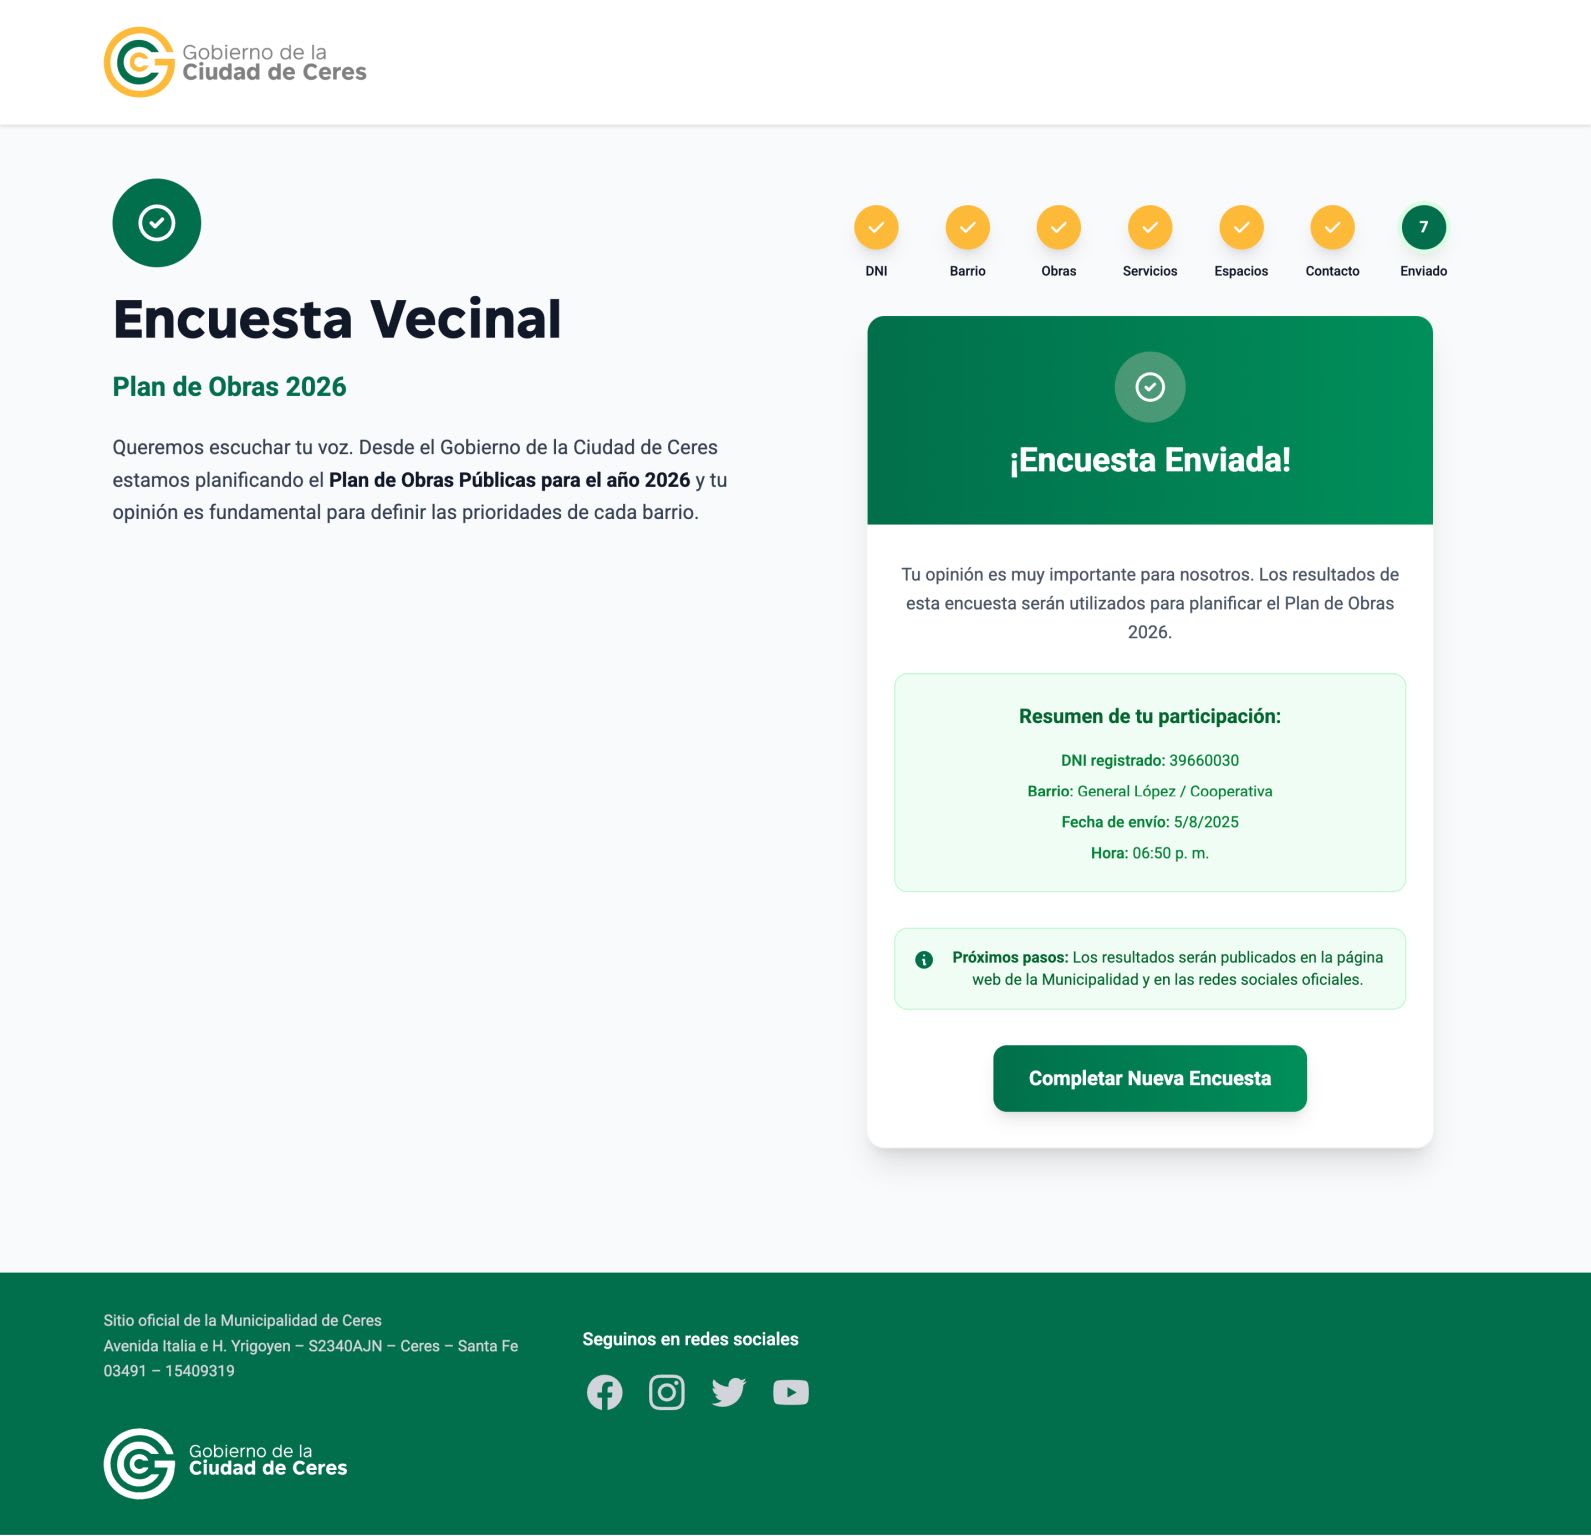 Gobierno de la
Ciudad de Ceres
Encuesta Vecinal
Plan de Obras 2026
Queremos escuchar tu voz. Desde el Gobierno de la Ciudad de Ceres
estamos planificando el Plan de Obras Públicas para el año 2026 y tu
opinión es fundamental para definir las prioridades de cada barrio.
7
DNI Barrio Obras Servicios Espacios Contacto Enviado
¡Encuesta Enviada!
Tu opinión es muy importante para nosotros. Los resultados de
esta encuesta serán utilizados para planificar el Plan de Obras
2026.
Resumen de tu participación:
DNI registrado: 39660030
Barrio: General López / Cooperativa
Fecha de envío: 5/8/2025
Hora: 06:50 p. m.
Próximos pasos: Los resultados serán publicados en la página
web de la Municipalidad y en las redes sociales oficiales.
Completar Nueva Encuesta
Sitio oficial de la Municipalidad de Ceres
Avenida Italia e H. Yrigoyen – S2340AJN – Ceres – Santa Fe
03491 – 15409319
Seguinos en redes sociales
Gobierno de la
Ciudad de Ceres